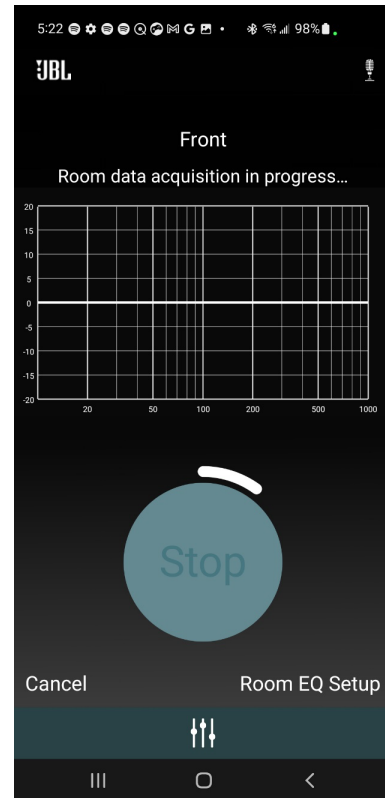 5:22 98%
JBL
Front
Room data acquisition in progress...
20
15
10
5
0
-5
-10
-15
-20
20 50 100 200 500 1000
Stop
Cancel Room EQ Setup